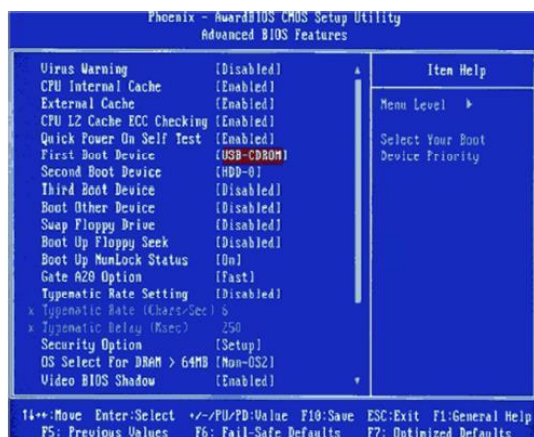 Phoenix - AwardBIOS CMOS Setup Utility
Advanced BIOS Features
Virus Warning [Disabled]
CPU Internal Cache [Enabled]
External Cache [Enabled]
CPU L2 Cache ECC Checking [Enabled]
Quick Power On Self Test [Enabled]
First Boot Device [USB-CDROM]
Second Boot Device [HDD-0]
Third Boot Device [Disabled]
Boot Other Device [Disabled]
Swap Floppy Drive [Disabled]
Boot Up Floppy Seek [Disabled]
Boot Up NumLock Status [On]
Gate A20 Option [Fast]
Typematic Rate Setting [Disabled]
x Typematic Rate (Chars/Sec) 6
x Typematic Delay (Msec) 250
Security Option [Setup]
OS Select For DRAM > 64MB [Non-OS2]
Video BIOS Shadow [Enabled]
Item Help
Menu Level
Select Your Boot
Device Priority
↑↓→←:Move Enter:Select +/-/PU/PD:Value F10:Save ESC:Exit F1:General Help
F5: Previous Values F6: Fail-Safe Defaults F7: Optimized Defaults